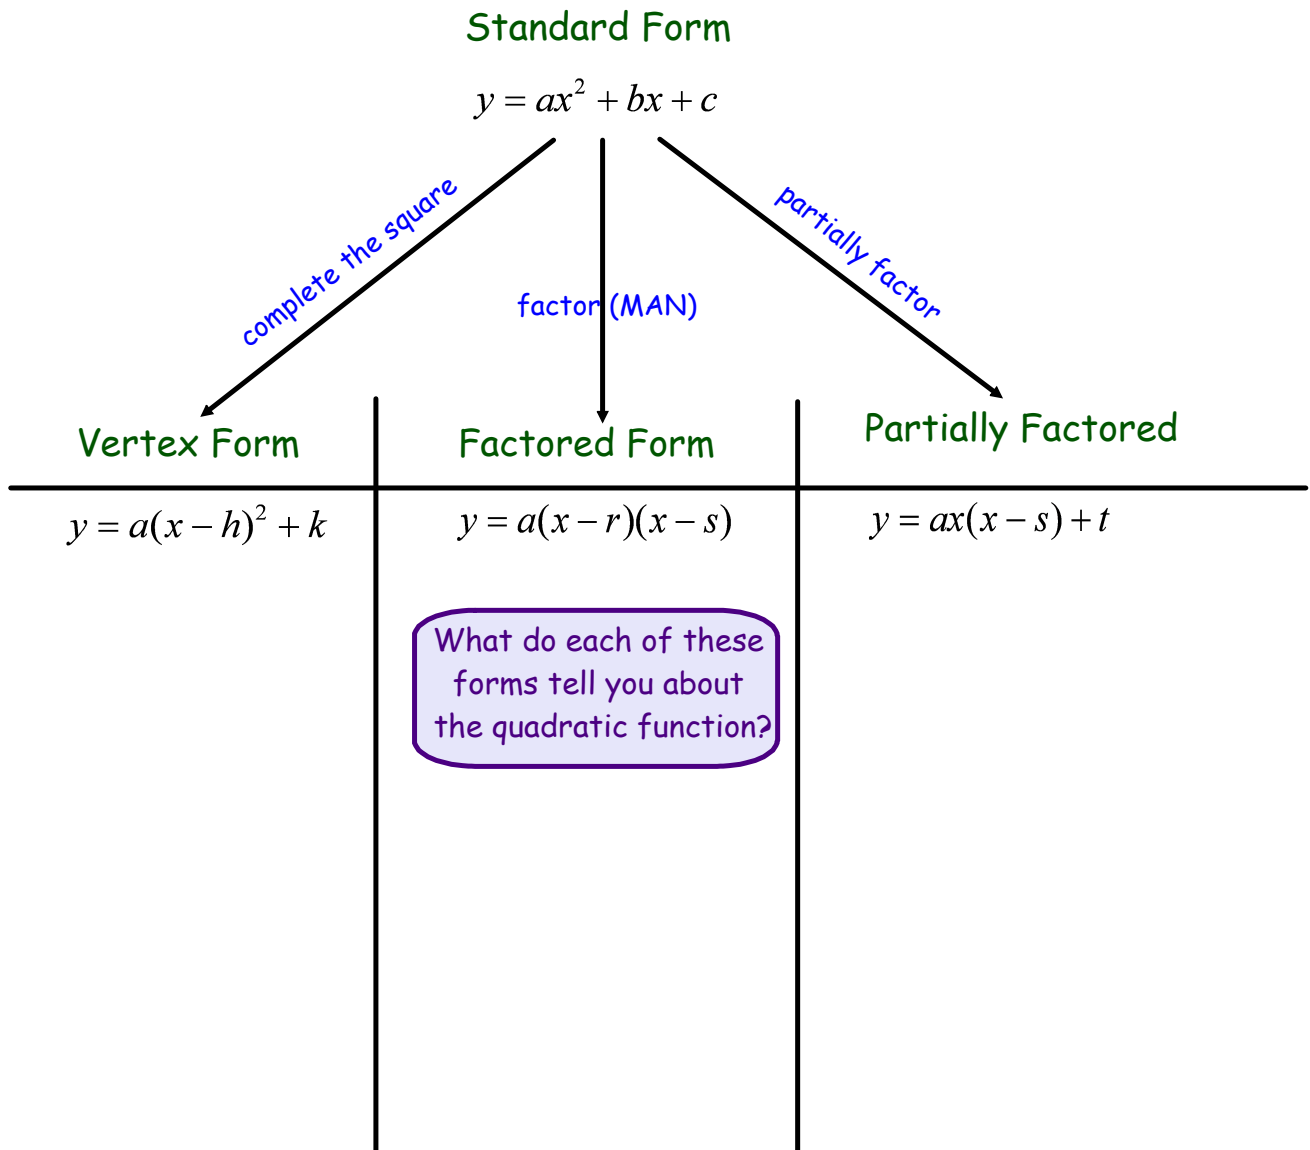 Standard Form
y = ax² + bx + c
complete the square
factor (MAN)
partially factor
Vertex Form
Factored Form
Partially Factored
y = a(x − h)² + k
y = a(x − r)(x − s)
y = ax(x − s) + t
What do each of these
forms tell you about
the quadratic function?